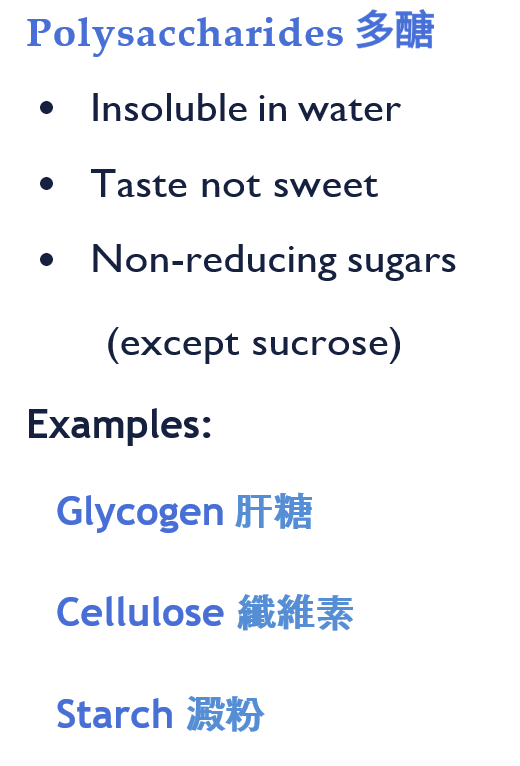 Polysaccharides 多醣
• Insoluble in water
• Taste not sweet
• Non-reducing sugars
(except sucrose)
Examples:
Glycogen 肝糖
Cellulose 纖維素
Starch 澱粉